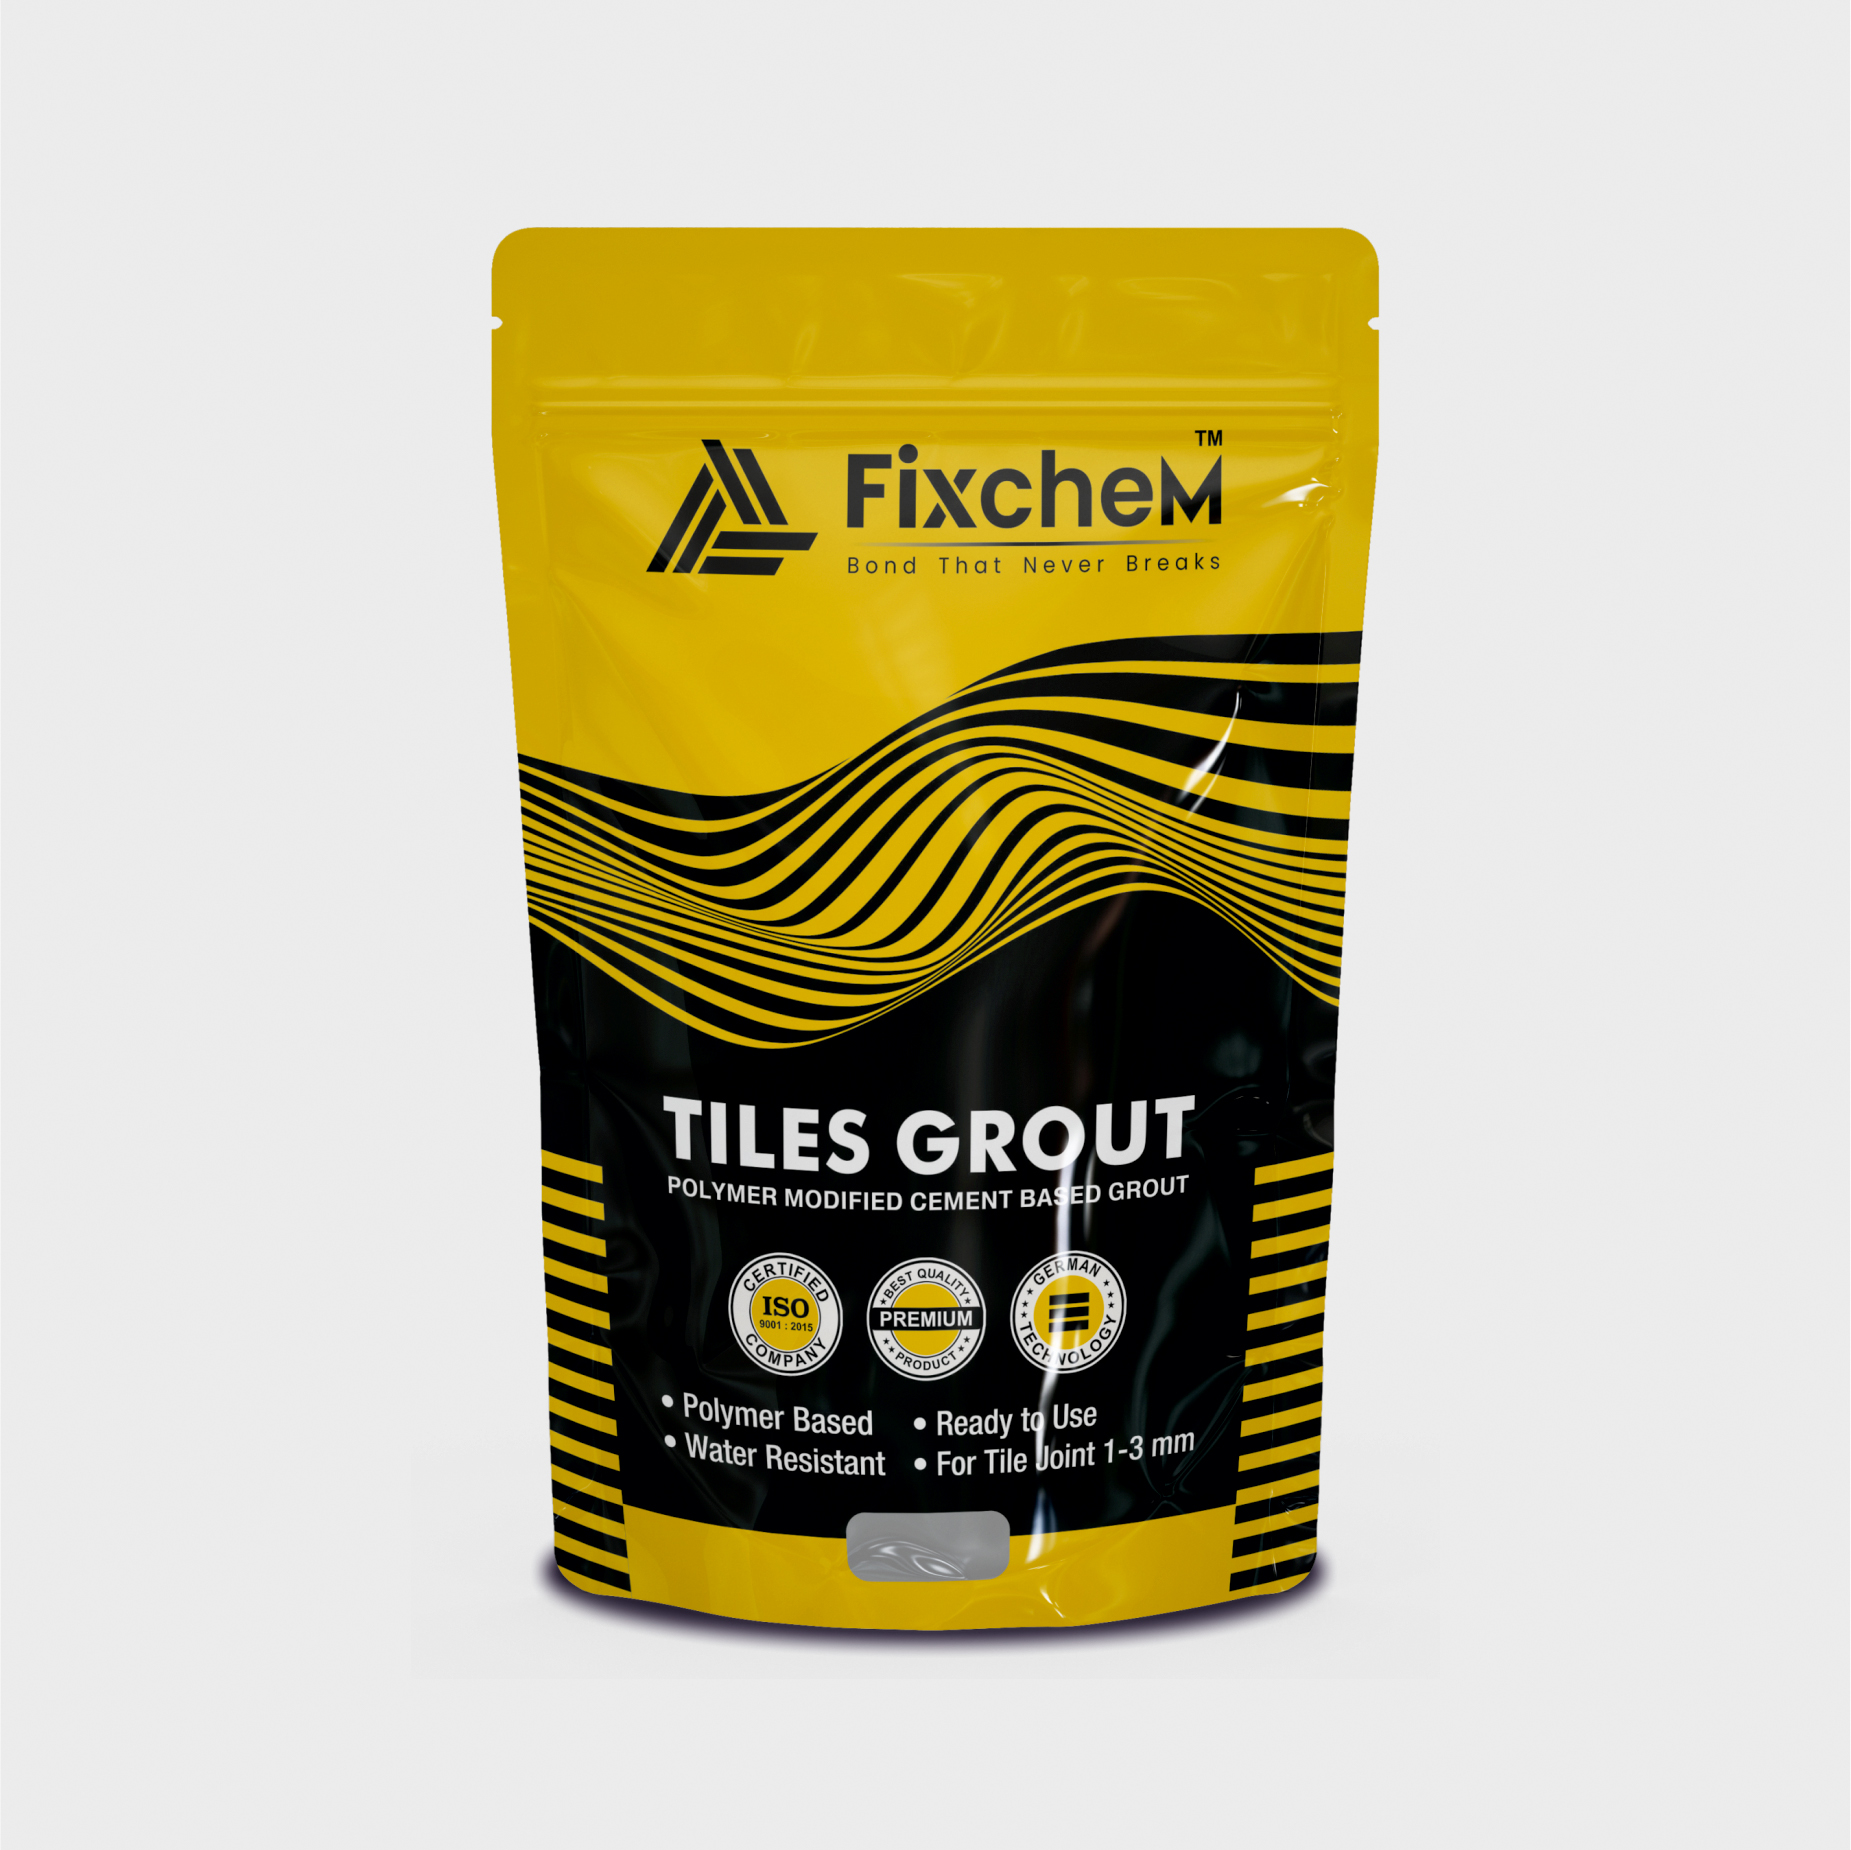 FixcheM TM
Bond That Never Breaks
TILES GROUT
POLYMER MODIFIED CEMENT BASED GROUT
CERTIFIED
ISO
9001 : 2015
COMPANY
BEST QUALITY
PREMIUM
PRODUCT
GERMAN
TECHNOLOGY
• Polymer Based
• Water Resistant
• Ready to Use
• For Tile Joint 1-3 mm